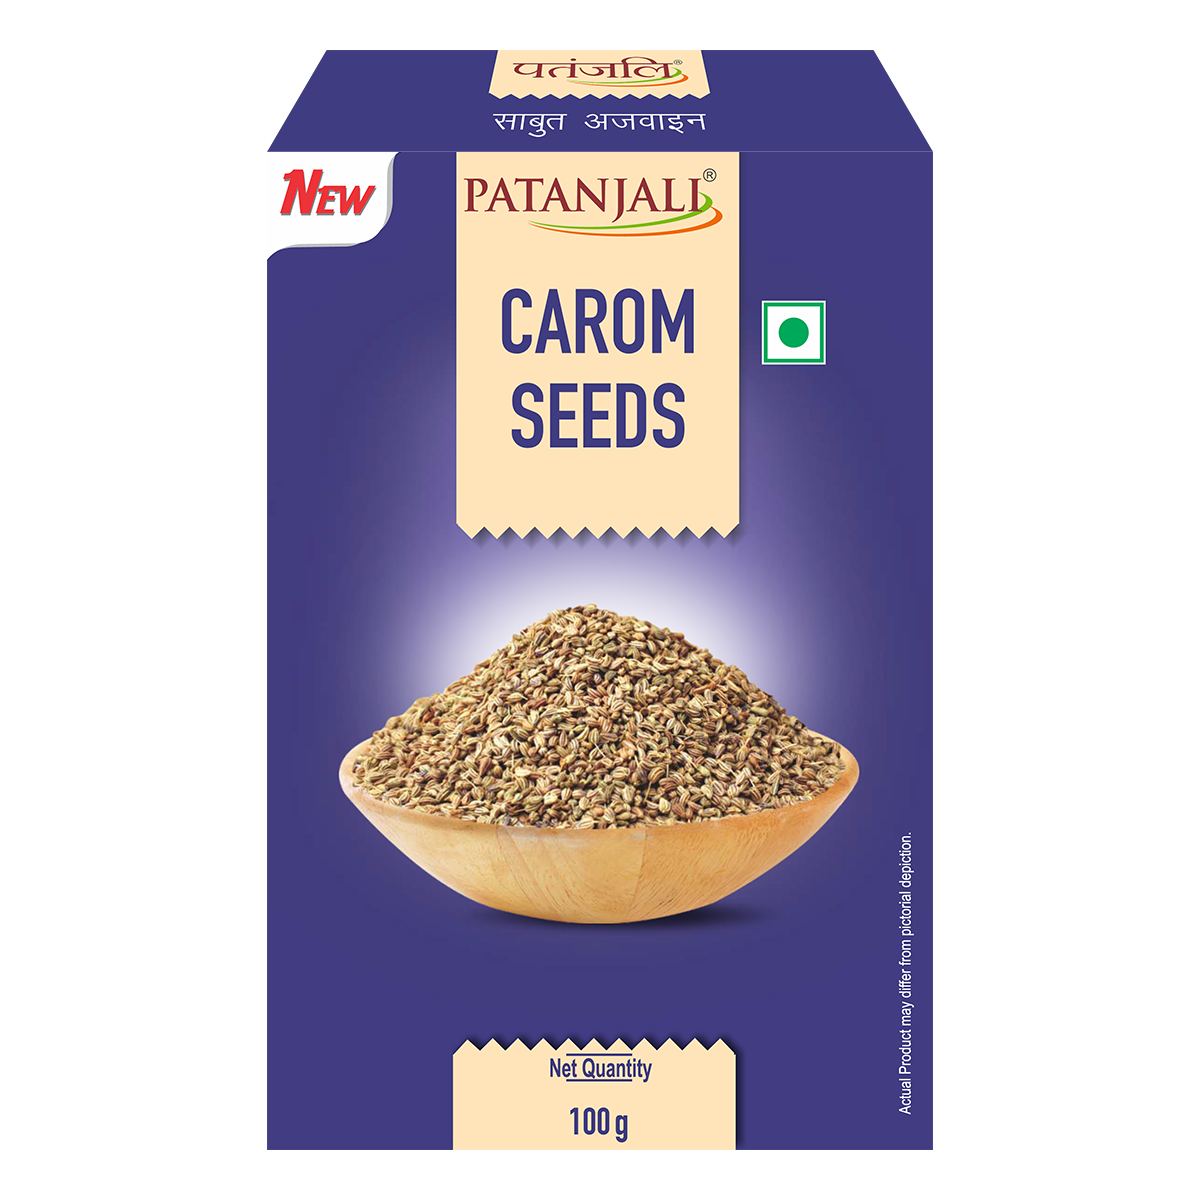 पतंजलि®
साबुत अजवाइन
NEW
PATANJALI®
CAROM
SEEDS
Actual Product may differ from pictorial depiction.
Net Quantity
100 g